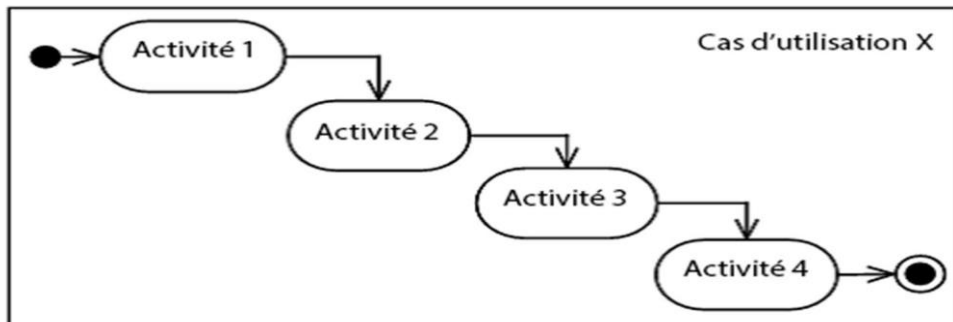 Activité 1
Cas d'utilisation X
Activité 2
Activité 3
Activité 4